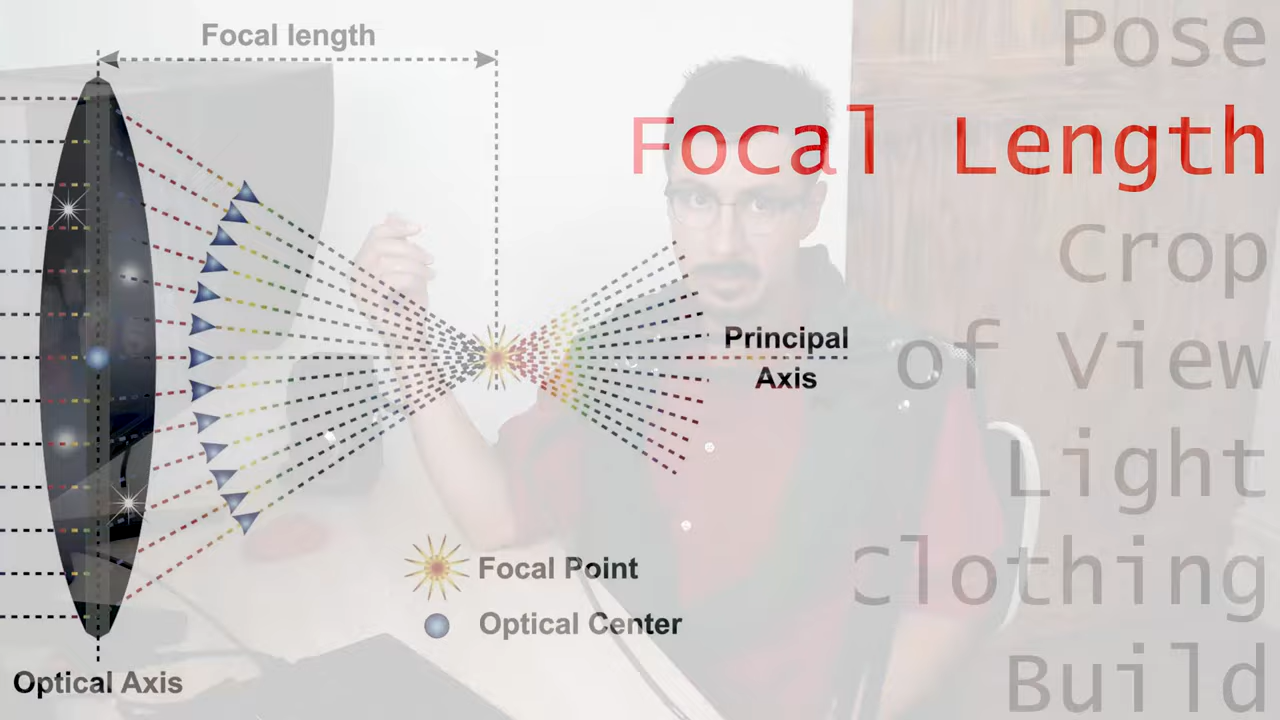 Focal length
Pose
Focal Length
Crop
Principal
Axis
of View
Light
Focal Point
Clothing
Optical Center
Optical Axis
Build